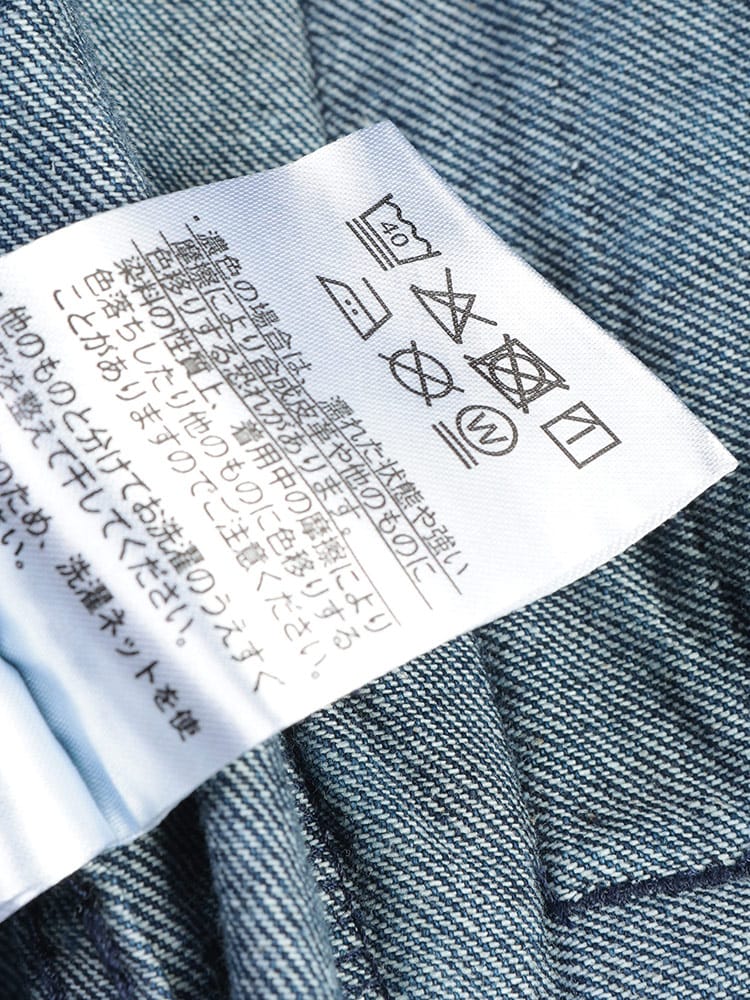 40
W
・濃色の場合は、濡れた状態や強い
摩擦により合成皮革や他のものに
色移りする恐れがあります。
染料の性質上、着用中の摩擦により
色落ちしたり他のものに色移りする
ことがありますのでご注意ください。
・他のものと分けてお洗濯のうえすぐ
を整えて干してください。
のため、洗濯ネットを使
い。